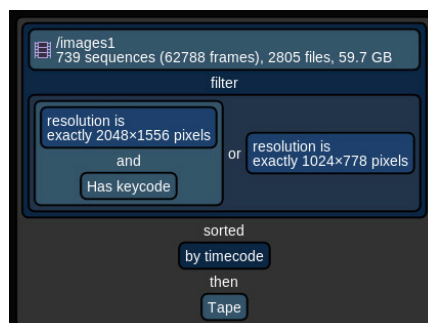 /images1
739 sequences (62788 frames), 2805 files, 59.7 GB
filter
resolution is
exactly 2048×1556 pixels
and
Has keycode
or
resolution is
exactly 1024×778 pixels
sorted
by timecode
then
Tape